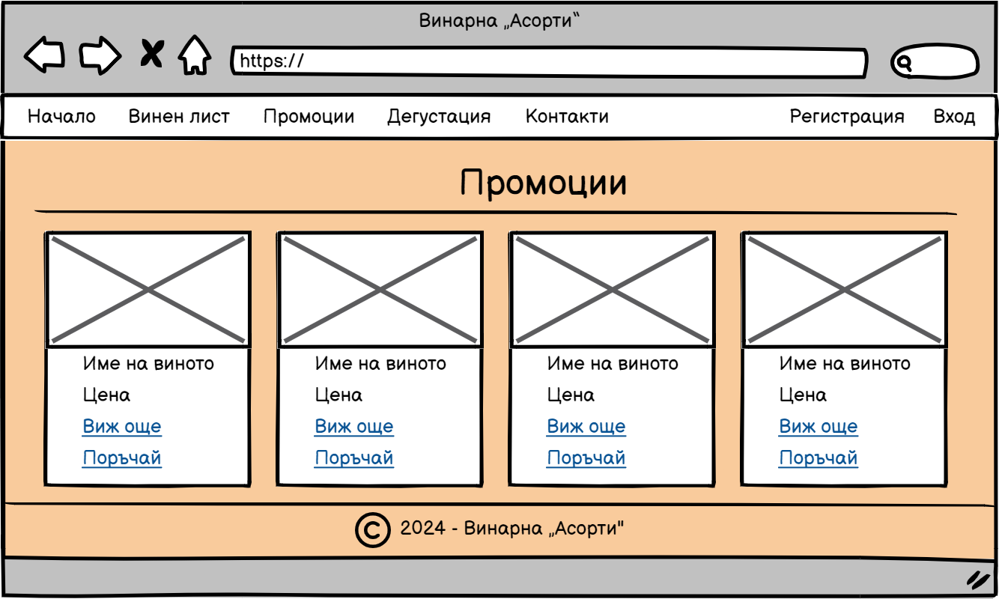 Винарна „Асорти“
https://
Начало Винен лист Промоции Дегустация Контакти Регистрация Вход
Промоции
Име на виното Име на виното Име на виното Име на виното
Цена Цена Цена Цена
Виж още Виж още Виж още Виж още
Поръчай Поръчай Поръчай Поръчай
© 2024 - Винарна „Асорти"